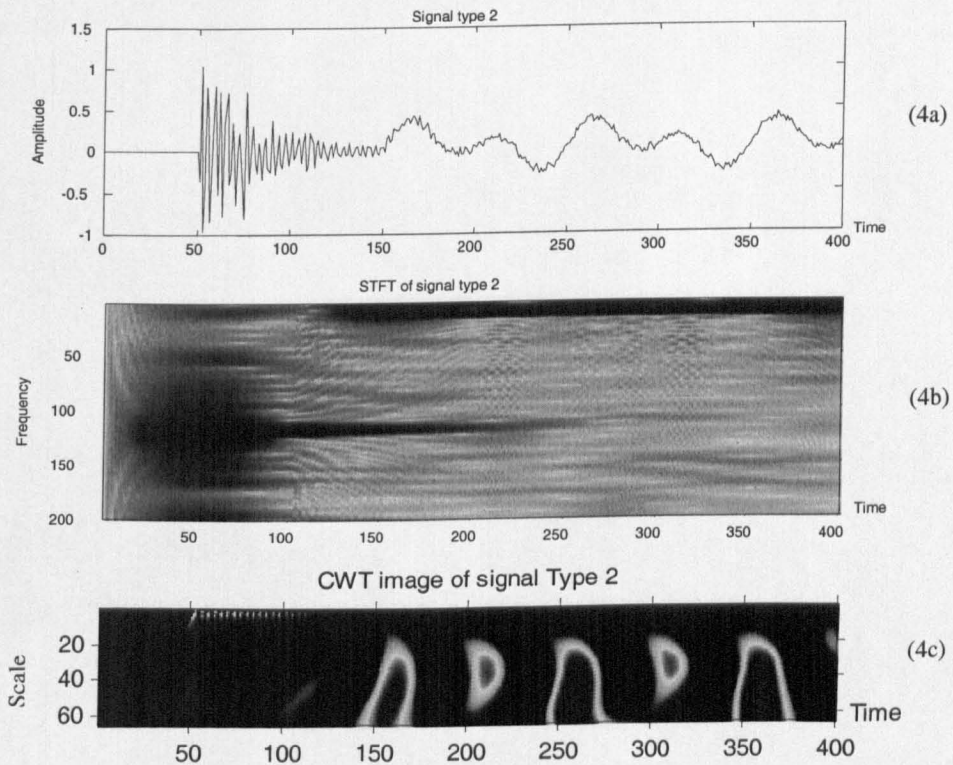 Signal type 2
1.5
1
0.5
0
-0.5
-1
Amplitude
0 50 100 150 200 250 300 350 400
Time
(4a)
STFT of signal type 2
50
100
150
200
Frequency
50 100 150 200 250 300 350 400
Time
(4b)
CWT image of signal Type 2
20
40
60
Scale
50 100 150 200 250 300 350 400
Time
(4c)